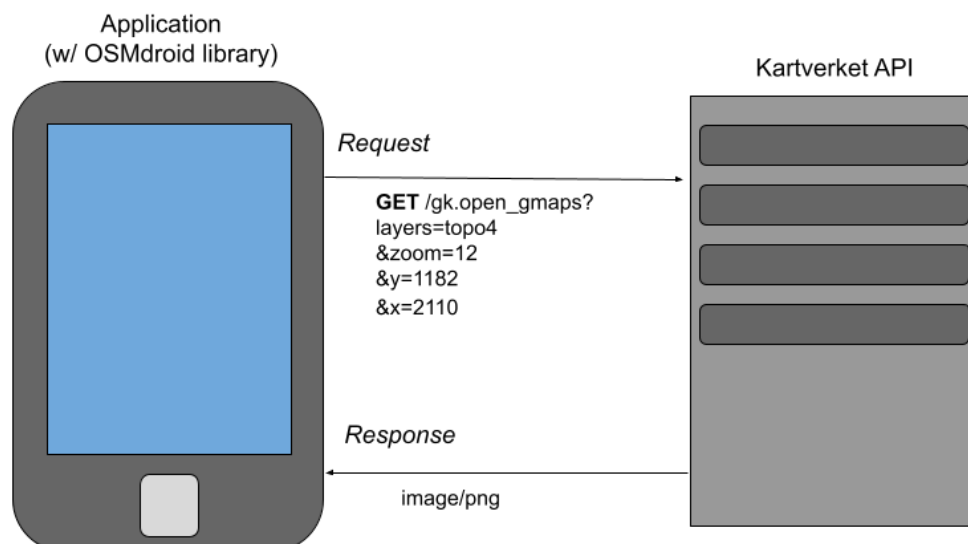 Application
(w/ OSMdroid library)
Kartverket API
Request
GET /gk.open_gmaps?
layers=topo4
&zoom=12
&y=1182
&x=2110
Response
image/png